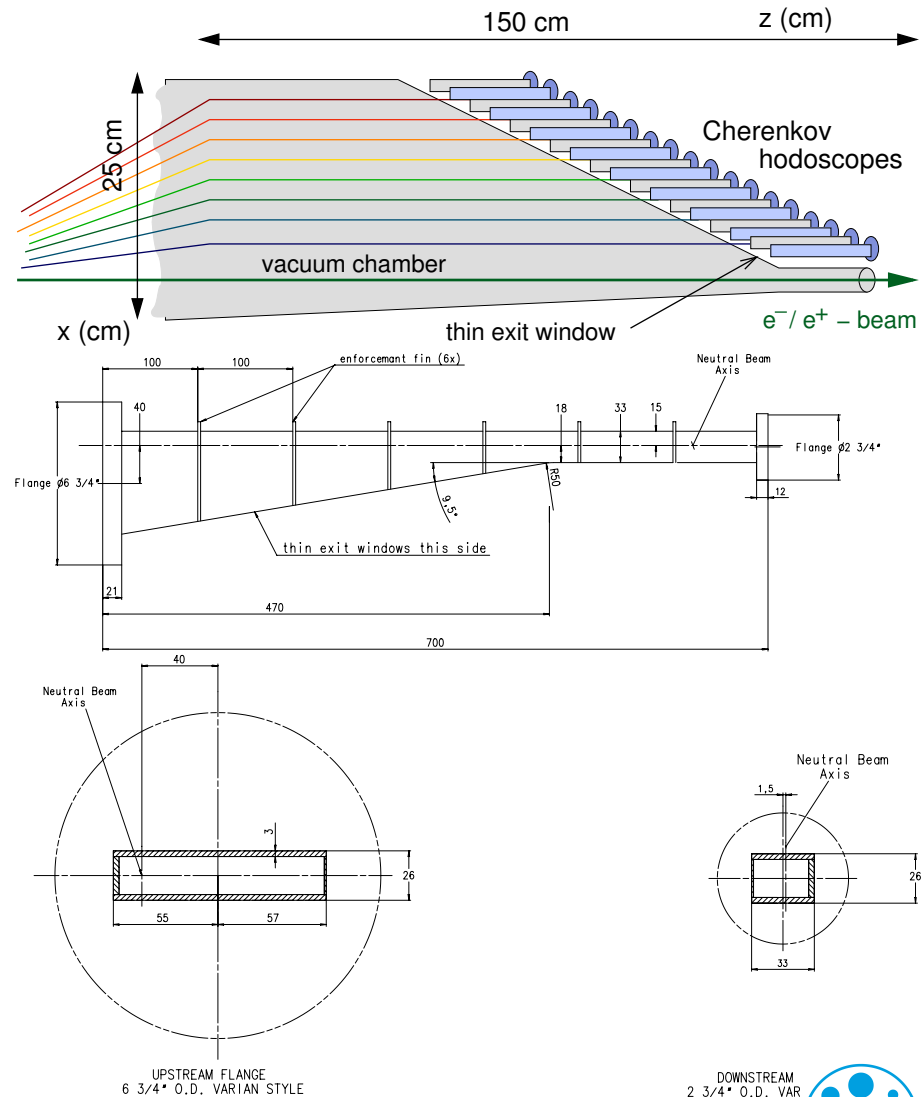 150 cm
z (cm)
25 cm
Cherenkov
hodoscopes
vacuum chamber
thin exit window
e⁻/ e⁺ − beam
x (cm)
enforcemant fin (6x)
100
100
Neutral Beam
Axis
40
18
33
15
Flange Ø6 3/4"
Flange Ø2 3/4"
R50
9,5°
12
thin exit windows this side
21
470
700
40
Neutral Beam
Axis
Neutral Beam
Axis
1,5
3
26
26
55
57
33
UPSTREAM FLANGE
6 3/4" O.D. VARIAN STYLE
DOWNSTREAM
2 3/4" O.D. VAR